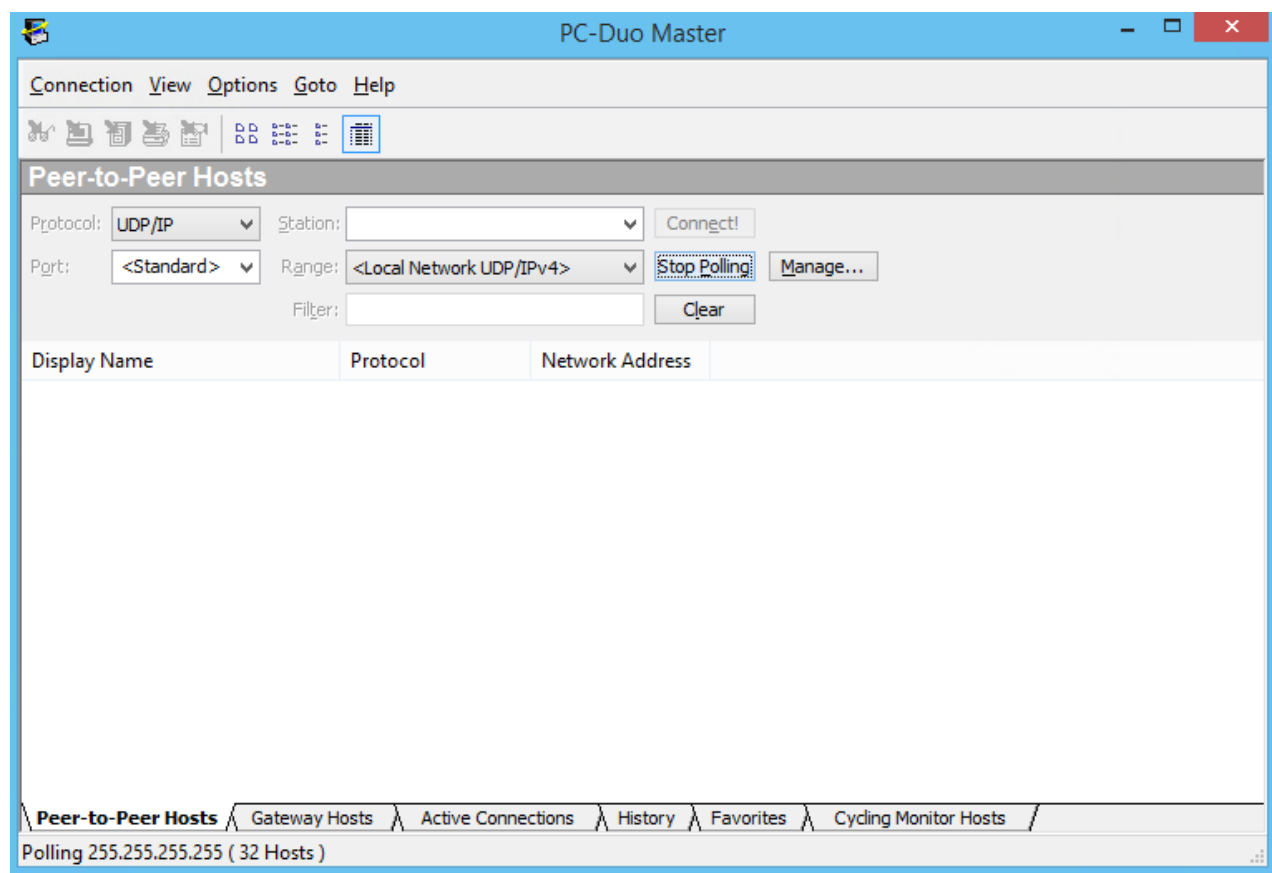 PC-Duo Master
Connection View Options Goto Help
Peer-to-Peer Hosts
Protocol: UDP/IP Station: Connect!
Port: <Standard> Range: <Local Network UDP/IPv4> Stop Polling Manage...
Filter: Clear
Display Name Protocol Network Address
Peer-to-Peer Hosts Gateway Hosts Active Connections History Favorites Cycling Monitor Hosts
Polling 255.255.255.255 ( 32 Hosts )